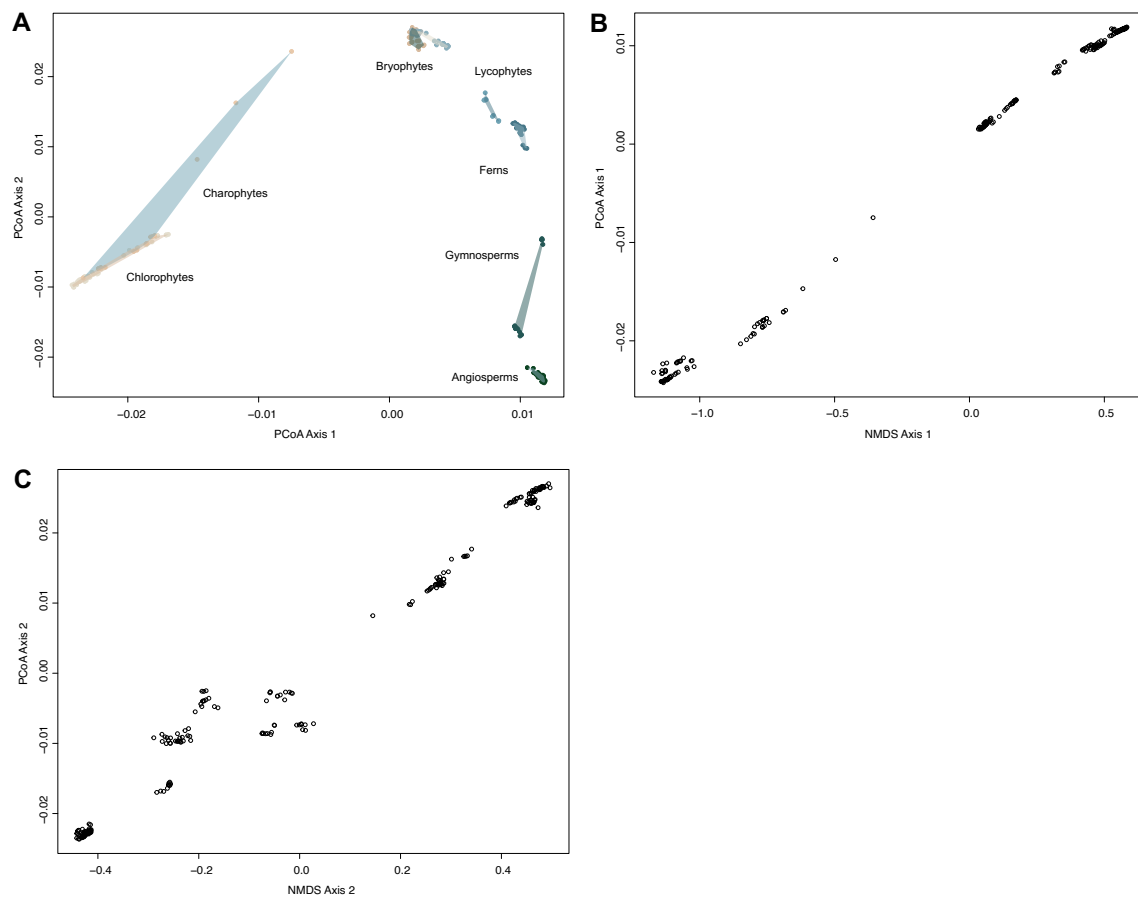 A
PCoA Axis 2
0.02
0.01
0.00
−0.01
−0.02
Bryophytes
Lycophytes
Ferns
Charophytes
Chlorophytes
Gymnosperms
Angiosperms
−0.02
−0.01
0.00
0.01
PCoA Axis 1
B
PCoA Axis 1
0.01
0.00
−0.01
−0.02
−1.0
−0.5
0.0
0.5
NMDS Axis 1
C
PCoA Axis 2
0.02
0.01
0.00
−0.01
−0.02
−0.4
−0.2
0.0
0.2
0.4
NMDS Axis 2